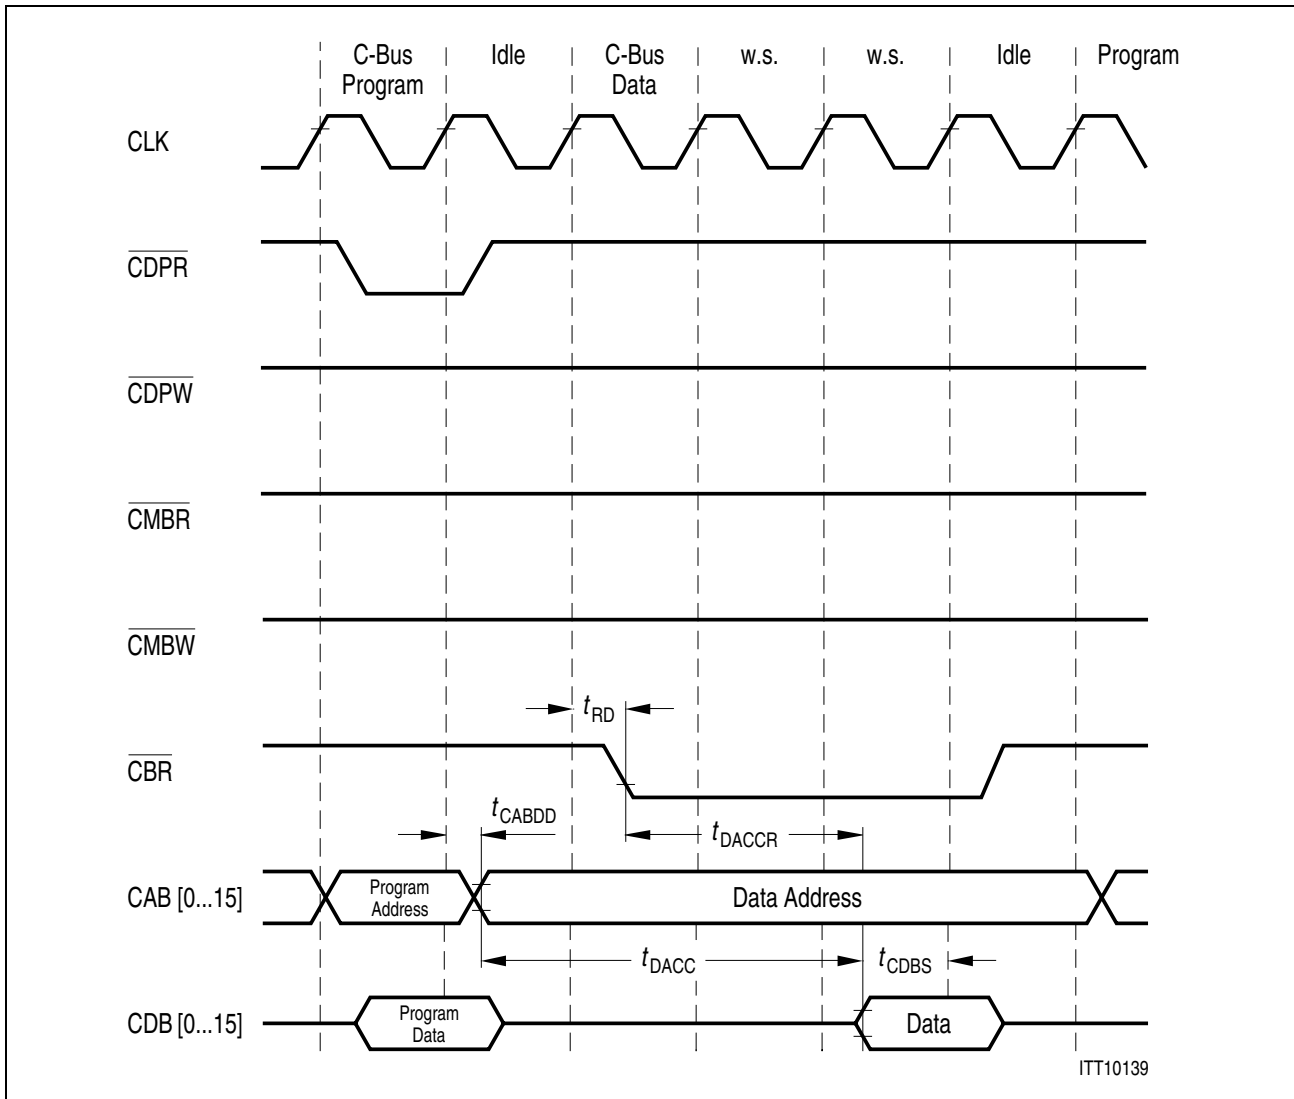 C-Bus Program Idle C-Bus Data w.s. w.s. Idle Program
CLK
CDPR
CDPW
CMBR
CMBW
tRD
CBR
tCABDD
tDACCR
CAB [0...15] Program Address Data Address
tDACC tCDBS
CDB [0...15] Program Data Data
ITT10139